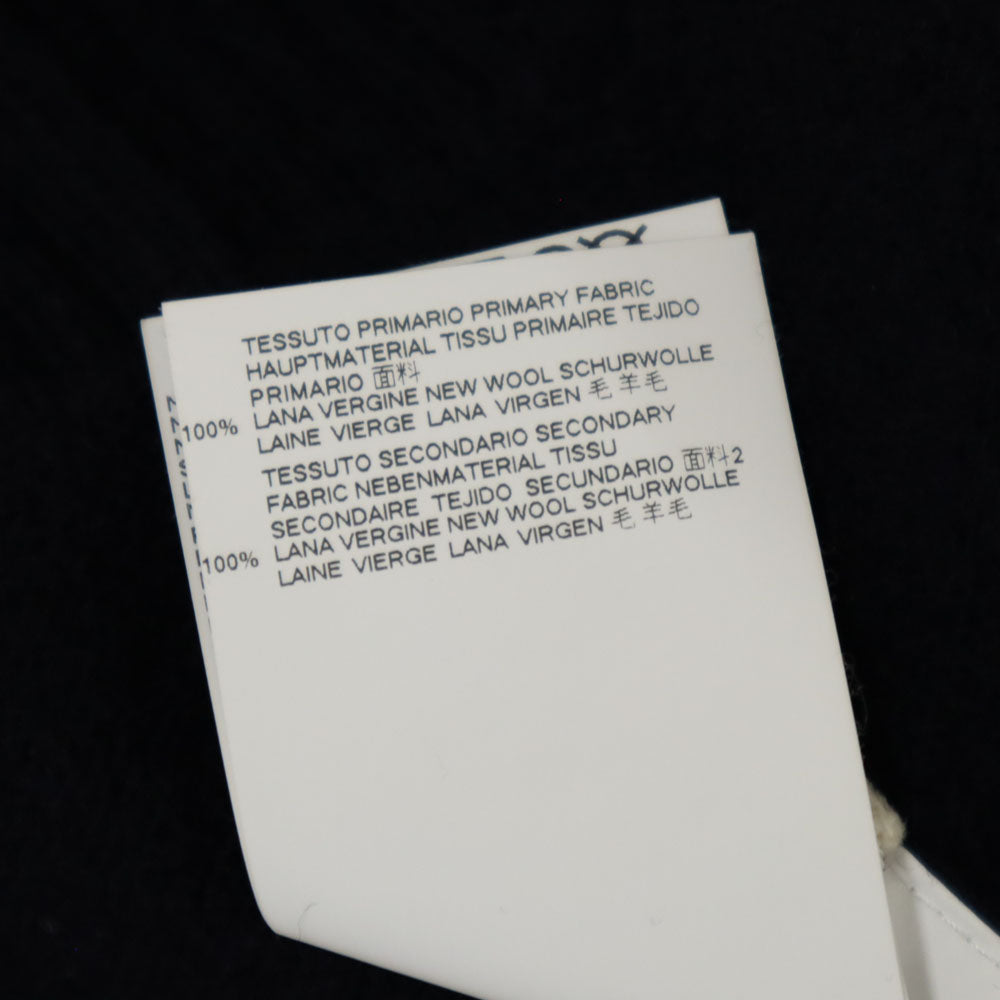 TESSUTO PRIMARIO PRIMARY FABRIC
HAUPTMATERIAL TISSU PRIMAIRE TEJIDO
PRIMARIO 面料
100% LANA VERGINE NEW WOOL SCHURWOLLE
LAINE VIERGE LANA VIRGEN 毛 羊毛
TESSUTO SECONDARIO SECONDARY
FABRIC NEBENMATERIAL TISSU
SECONDAIRE TEJIDO SECUNDARIO 面料2
100% LANA VERGINE NEW WOOL SCHURWOLLE
LAINE VIERGE LANA VIRGEN 毛 羊毛